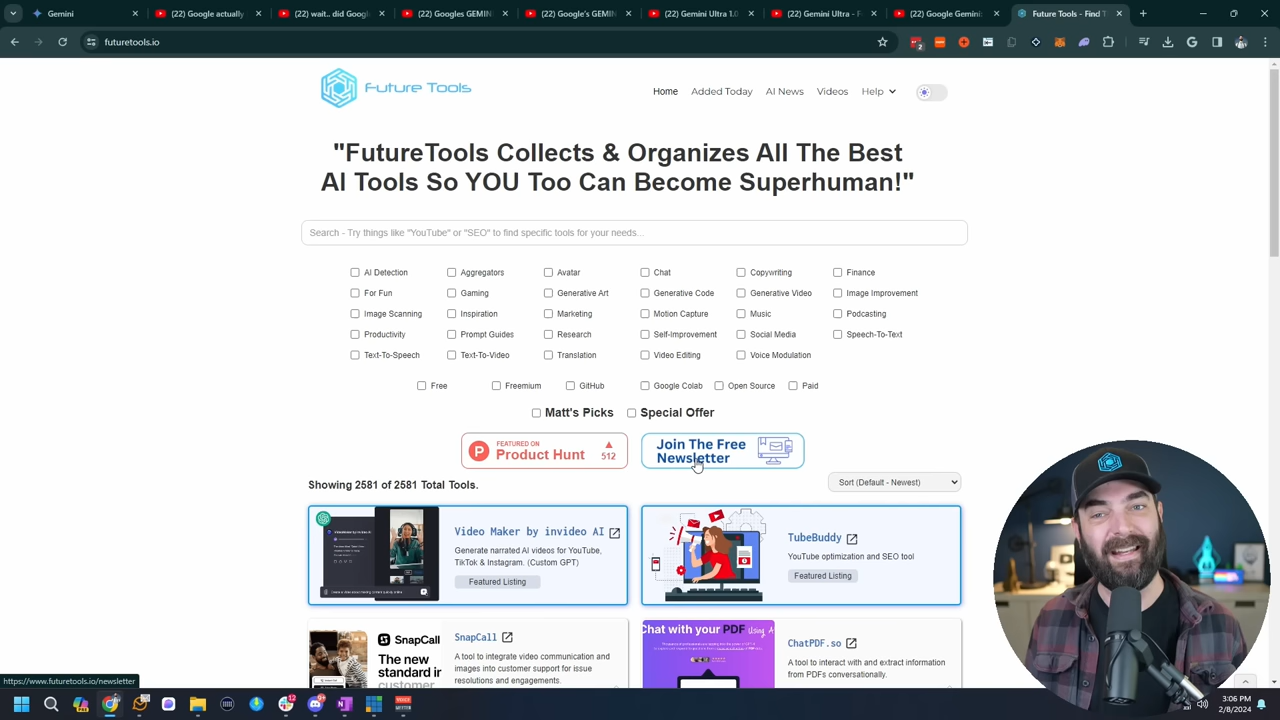 Gemini
(22) Google actually
(22) wait.. did Google
(22) Googles GEMIN
(22) Google's GEMIN
(22) Gemini Ultra 1.0
(22) Gemini Ultra - F
(22) Google Gemini
Future Tools - Find T
futuretools.io
2
Future Tools
Home
Added Today
AI News
Videos
Help
"FutureTools Collects & Organizes All The Best
AI Tools So YOU Too Can Become Superhuman!"
Search - Try things like "YouTube" or "SEO" to find specific tools for your needs...
AI Detection
Aggregators
Avatar
Chat
Copywriting
Finance
For Fun
Gaming
Generative Art
Generative Code
Generative Video
Image Improvement
Image Scanning
Inspiration
Marketing
Motion Capture
Music
Podcasting
Productivity
Prompt Guides
Research
Self-Improvement
Social Media
Speech-To-Text
Text-To-Speech
Text-To-Video
Translation
Video Editing
Voice Modulation
Free
Freemium
GitHub
Google Colab
Open Source
Paid
Matt's Picks
Special Offer
FEATURED ON
Product Hunt
512
Join The Free
Newsletter
Showing 2581 of 2581 Total Tools.
Sort (Default - Newest)
Video Maker by invideo AI
Generate narrated AI videos for YouTube,
TikTok & Instagram. (Custom GPT)
Featured Listing
TubeBuddy
YouTube optimization and SEO tool
Featured Listing
SnapCall
The new
standard in
customer
SnapCall
A tool to integrate video communication and
images into customer support for issue
resolutions and engagements.
Chat with your PDF Using
ChatPDF.so
A tool to interact with and extract information
from PDFs conversationally.
https://www.futuretools.io/newsletter
12
3:06 PM
2/8/2024